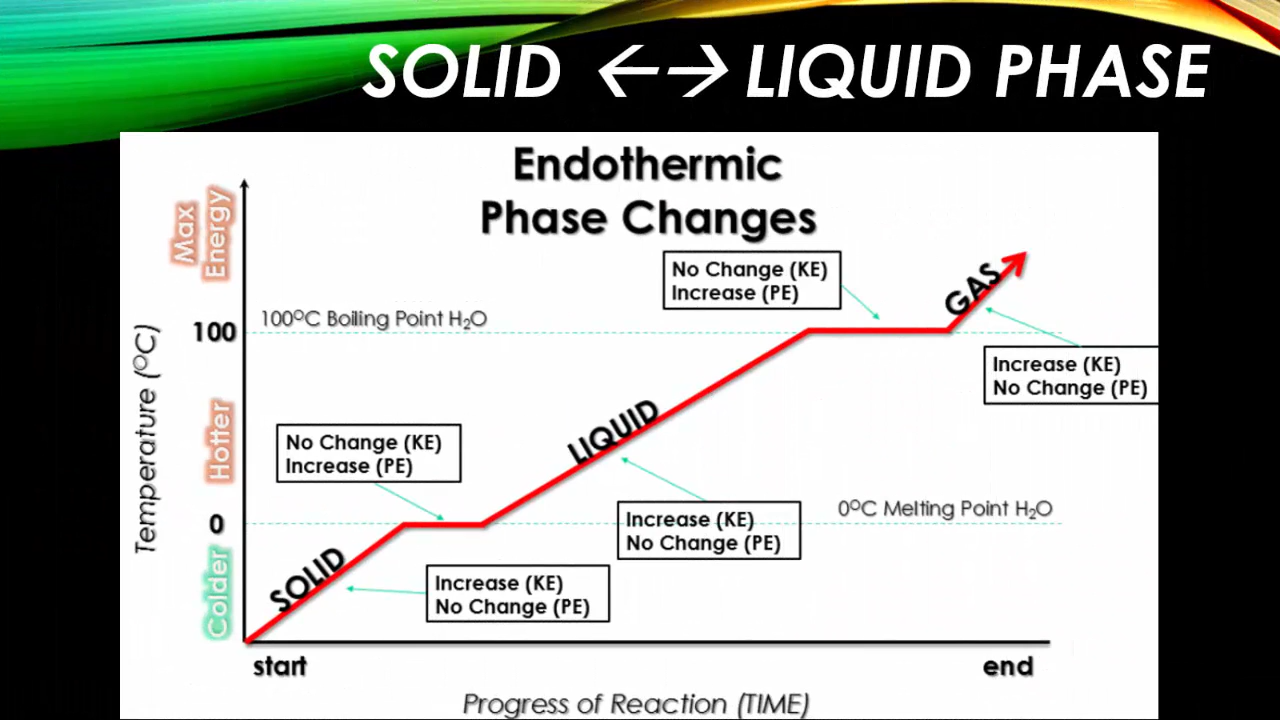 SOLID ←→ LIQUID PHASE
Endothermic
Phase Changes
Max
Energy
No Change (KE)
Increase (PE)
GAS
100
100°C Boiling Point H₂O
Increase (KE)
No Change (PE)
Temperature (°C)
Hotter
LIQUID
No Change (KE)
Increase (PE)
0
Increase (KE)
No Change (PE)
0°C Melting Point H₂O
Colder
SOLID
Increase (KE)
No Change (PE)
start
end
Progress of Reaction (TIME)